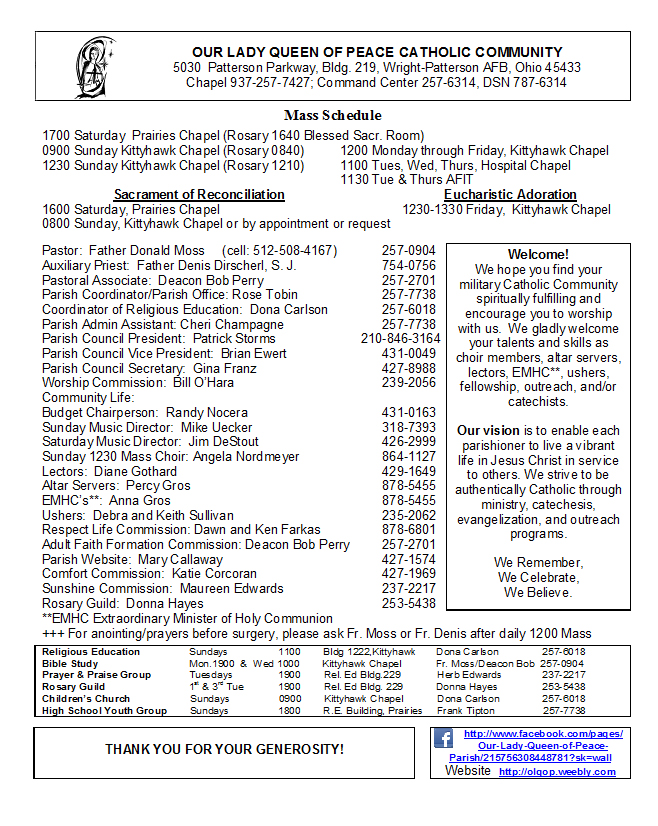 OUR LADY QUEEN OF PEACE CATHOLIC COMMUNITY
5030 Patterson Parkway, Bldg. 219, Wright-Patterson AFB, Ohio 45433
Chapel 937-257-7427; Command Center 257-6314, DSN 787-6314
Mass Schedule
1700 Saturday Prairies Chapel (Rosary 1640 Blessed Sacr. Room)
0900 Sunday Kittyhawk Chapel (Rosary 0840) 1200 Monday through Friday, Kittyhawk Chapel
1230 Sunday Kittyhawk Chapel (Rosary 1210) 1100 Tues, Wed, Thurs, Hospital Chapel
1130 Tue & Thurs AFIT
Sacrament of Reconciliation Eucharistic Adoration
1600 Saturday, Prairies Chapel 1230-1330 Friday, Kittyhawk Chapel
0800 Sunday, Kittyhawk Chapel or by appointment or request
Pastor: Father Donald Moss (cell: 512-508-4167) 257-0904
Auxiliary Priest: Father Denis Dirscherl, S. J. 754-0756
Pastoral Associate: Deacon Bob Perry 257-2701
Parish Coordinator/Parish Office: Rose Tobin 257-7738
Coordinator of Religious Education: Dona Carlson 257-6018
Parish Admin Assistant: Cheri Champagne 257-7738
Parish Council President: Patrick Storms 210-846-3164
Parish Council Vice President: Brian Ewert 431-0049
Parish Council Secretary: Gina Franz 427-8988
Worship Commission: Bill O'Hara 239-2056
Community Life:
Budget Chairperson: Randy Nocera 431-0163
Sunday Music Director: Mike Uecker 318-7393
Saturday Music Director: Jim DeStout 426-2999
Sunday 1230 Mass Choir: Angela Nordmeyer 864-1127
Lectors: Diane Gothard 429-1649
Altar Servers: Percy Gros 878-5455
EMHC's**: Anna Gros 878-5455
Ushers: Debra and Keith Sullivan 235-2062
Respect Life Commission: Dawn and Ken Farkas 878-6801
Adult Faith Formation Commission: Deacon Bob Perry 257-2701
Parish Website: Mary Callaway 427-1574
Comfort Commission: Katie Corcoran 427-1969
Sunshine Commission: Maureen Edwards 237-2217
Rosary Guild: Donna Hayes 253-5438
**EMHC Extraordinary Minister of Holy Communion
+++ For anointing/prayers before surgery, please ask Fr. Moss or Fr. Denis after daily 1200 Mass
Welcome!
We hope you find your
military Catholic Community
spiritually fulfilling and
encourage you to worship
with us. We gladly welcome
your talents and skills as
choir members, altar servers,
lectors, EMHC**, ushers,
fellowship, outreach, and/or
catechists.
Our vision is to enable each
parishioner to live a vibrant
life in Jesus Christ in service
to others. We strive to be
authentically Catholic through
ministry, catechesis,
evangelization, and outreach
programs.
We Remember,
We Celebrate,
We Believe.
Religious Education Sundays 1100 Bldg 1222,Kittyhawk Dona Carlson 257-6018
Bible Study Mon.1900 & Wed 1000 Kittyhawk Chapel Fr. Moss/Deacon Bob 257-0904
Prayer & Praise Group Tuesdays 1900 Rel. Ed Bldg.229 Herb Edwards 237-2217
Rosary Guild 1st & 3rd Tue 1900 Rel. Ed Bldg. 229 Donna Hayes 253-5438
Children's Church Sundays 0900 Kittyhawk Chapel Dona Carlson 257-6018
High School Youth Group Sundays 1800 R.E. Building, Prairies Frank Tipton 257-7738
THANK YOU FOR YOUR GENEROSITY!
http://www.facebook.com/pages/
Our-Lady-Queen-of-Peace-
Parish/215756308448781?sk=wall
Website http://olqop.weebly.com